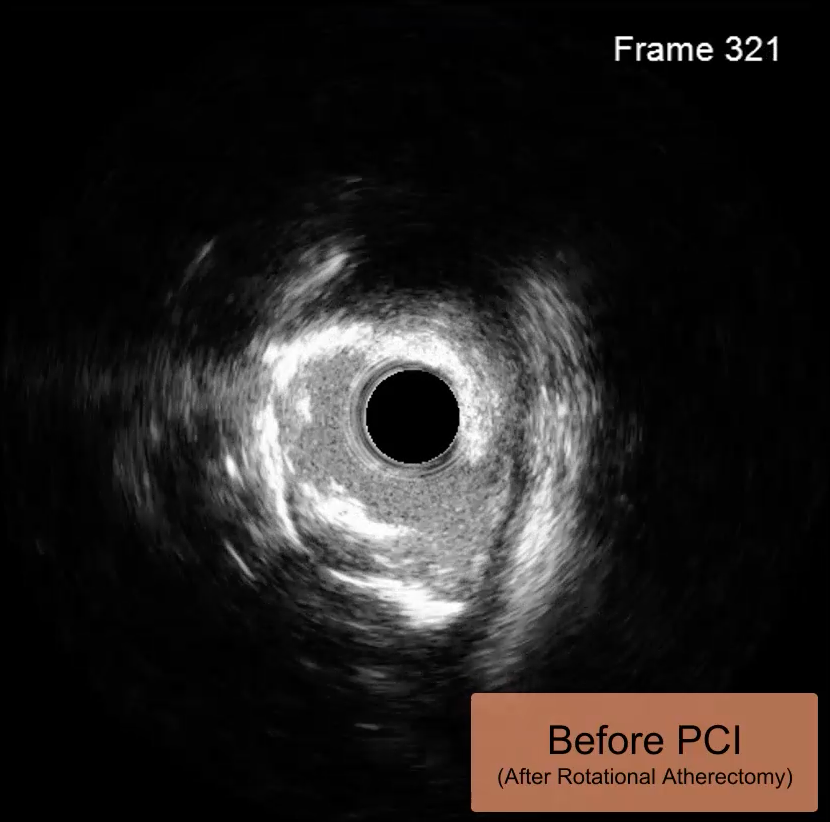 Frame 321
Before PCI
(After Rotational Atherectomy)